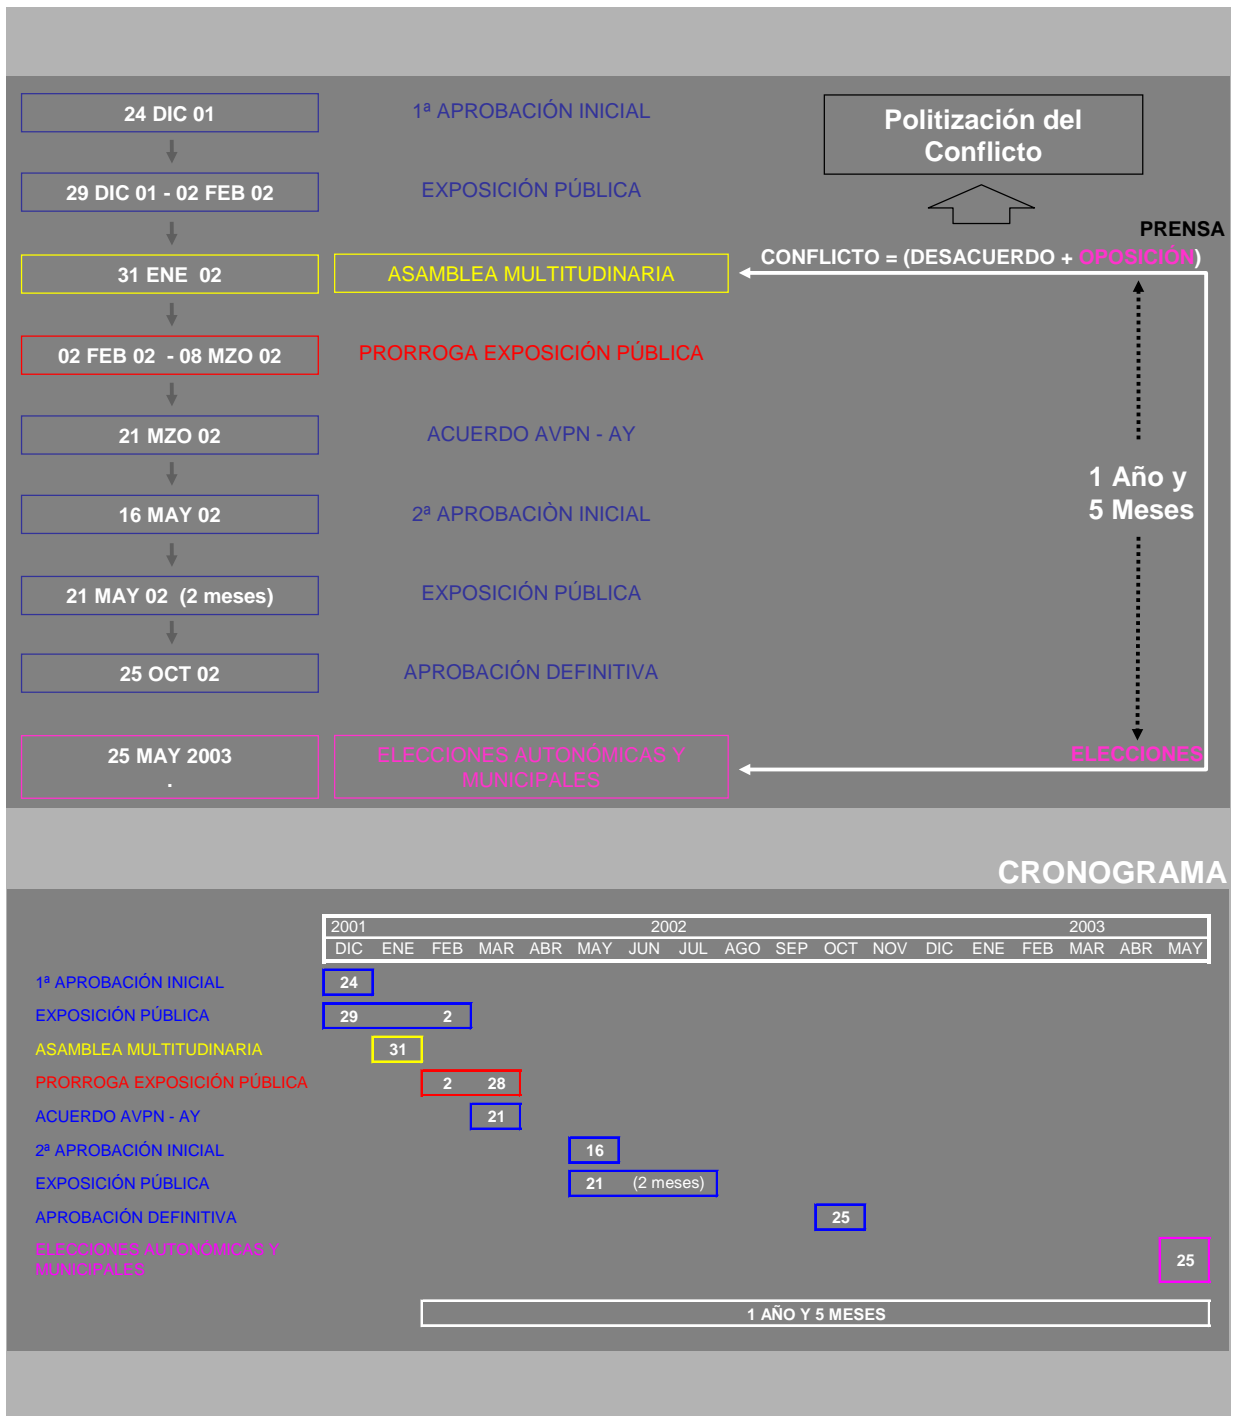 24 DIC 01
1ª APROBACIÓN INICIAL
Politización del
Conflicto
29 DIC 01 - 02 FEB 02
EXPOSICIÓN PÚBLICA
PRENSA
CONFLICTO = (DESACUERDO + OPOSICIÓN)
31 ENE  02
ASAMBLEA MULTITUDINARIA
02 FEB 02  - 08 MZO 02
PRORROGA EXPOSICIÓN PÚBLICA
21 MZO 02
ACUERDO AVPN - AY
1 Año y
5 Meses
16 MAY 02
2ª APROBACIÒN INICIAL
21 MAY 02  (2 meses)
EXPOSICIÓN PÚBLICA
25 OCT 02
APROBACIÓN DEFINITIVA
25 MAY 2003
.
ELECCIONES AUTONÓMICAS Y
MUNICIPALES
ELECCIONES
CRONOGRAMA
2001 2002 2003
DIC ENE FEB MAR ABR MAY JUN JUL AGO SEP OCT NOV DIC ENE FEB MAR ABR MAY
1ª APROBACIÓN INICIAL 24
EXPOSICIÓN PÚBLICA 29 2
ASAMBLEA MULTITUDINARIA 31
PRORROGA EXPOSICIÓN PÚBLICA 2 28
ACUERDO AVPN - AY 21
2ª APROBACIÓN INICIAL 16
EXPOSICIÓN PÚBLICA 21 (2 meses)
APROBACIÓN DEFINITIVA 25
ELECCIONES AUTONÓMICAS Y
MUNICIPALES 25
1 AÑO Y 5 MESES